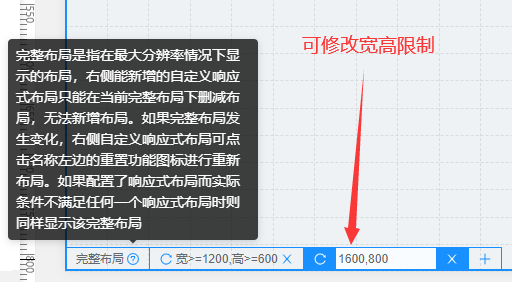 550
可修改宽高限制
完整布局是指在最大分辨率情况下显
示的布局，右侧能新增的自定义响应
式布局只能在当前完整布局下删减布
局，无法新增布局。如果完整布局发
生变化，右侧自定义响应式布局可点
击名称左边的重置功能图标进行重新
布局。如果配置了响应式布局而实际
条件不满足任何一个响应式布局时则
同样显示该完整布局
800
完整布局 宽>=1200,高>=600 1600,800